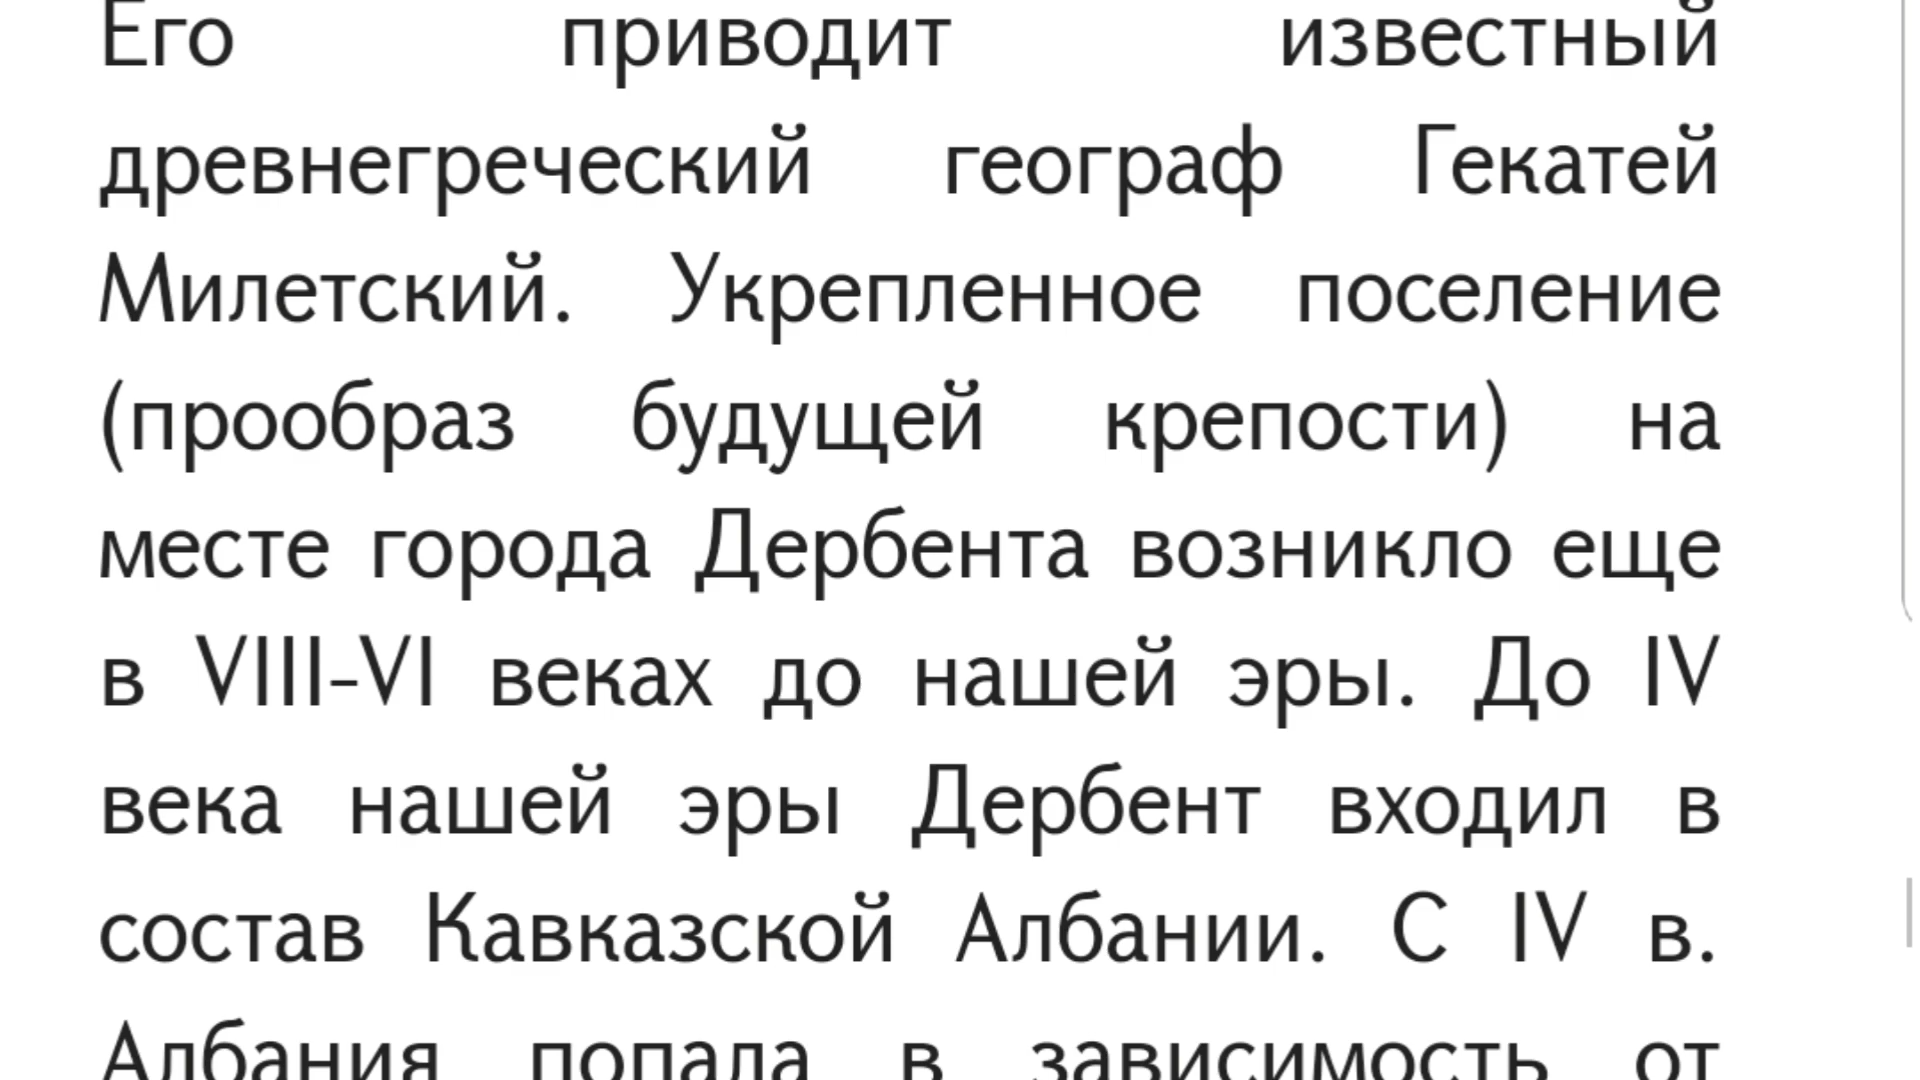 Его приводит известный
древнегреческий географ Гекатей
Милетский. Укрепленное поселение
(прообраз будущей крепости) на
месте города Дербента возникло еще
в VIII-VI веках до нашей эры. До IV
века нашей эры Дербент входил в
состав Кавказской Албании. С IV в.
Албания попала в зависимость от